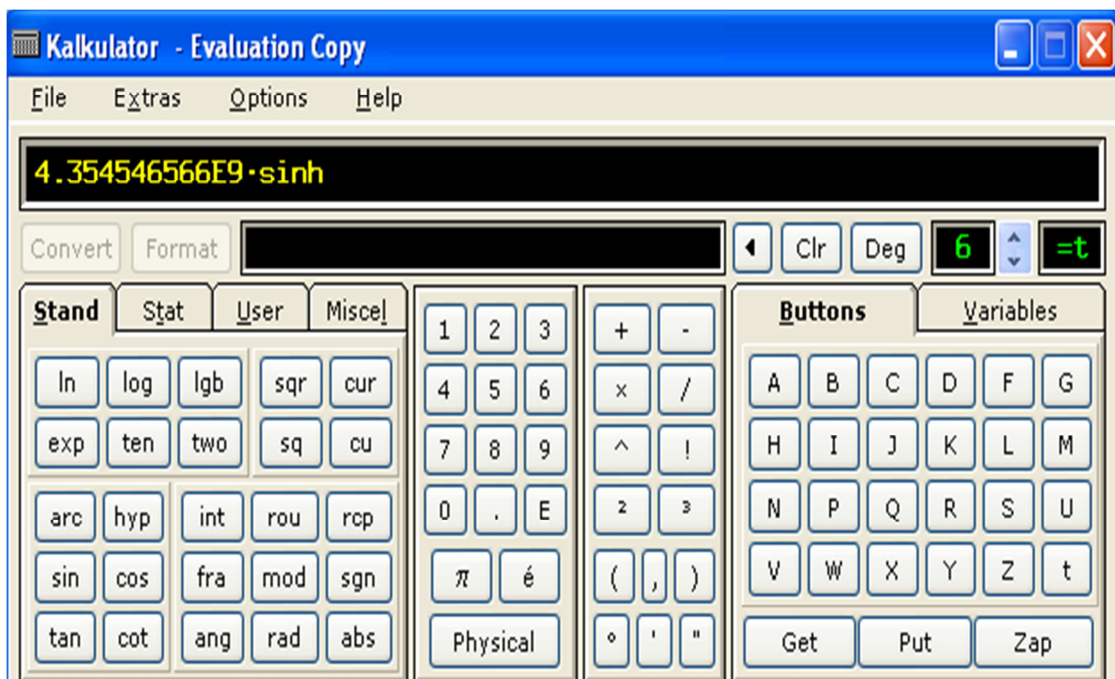 Kalkulator - Evaluation Copy
File Extras Options Help
4.354546566E9·sinh
Convert Format Clr Deg 6 =t
Stand Stat User Miscel
ln log lgb sqr cur
exp ten two sq cu
arc hyp int rou rcp
sin cos fra mod sgn
tan cot ang rad abs
1 2 3
4 5 6
7 8 9
0 . E
π é
Physical
+ -
× /
^ !
² ³
( , )
° ' "
Buttons Variables
A B C D F G
H I J K L M
N P Q R S U
V W X Y Z t
Get Put Zap